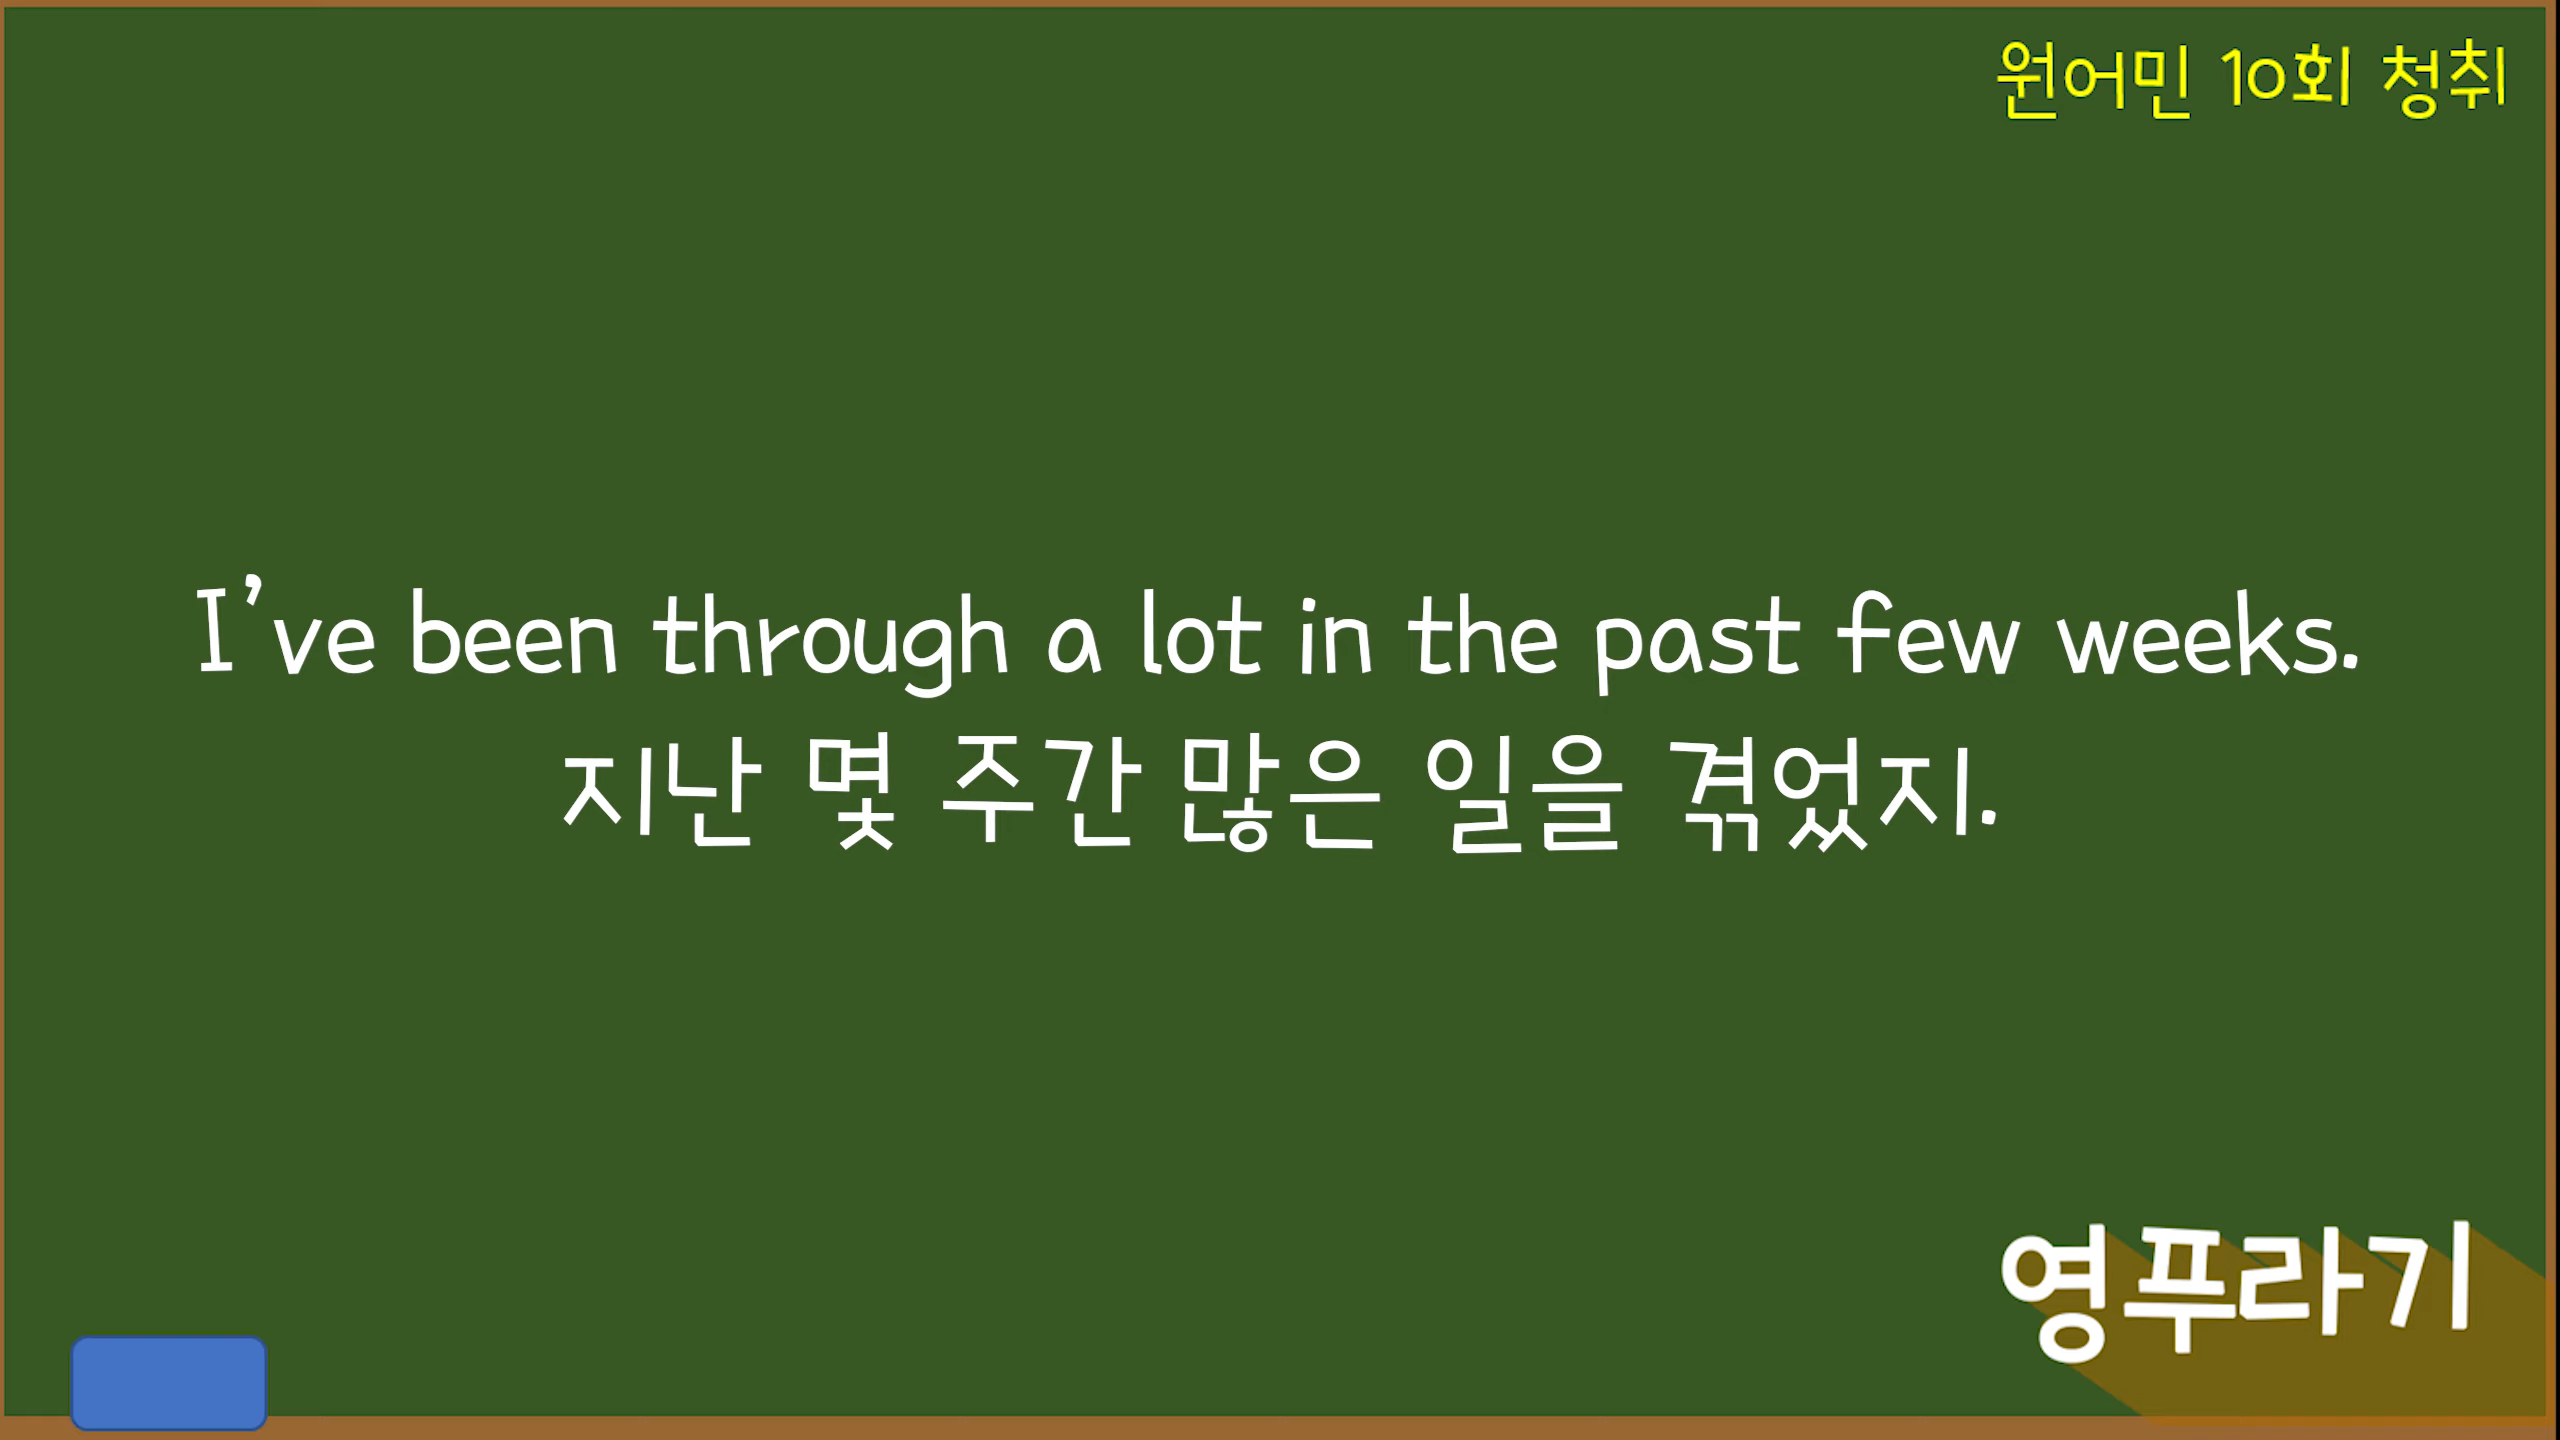 원어민 10회 청취
I've been through a lot in the past few weeks.
지난 몇 주간 많은 일을 겪었지.
영푸라기